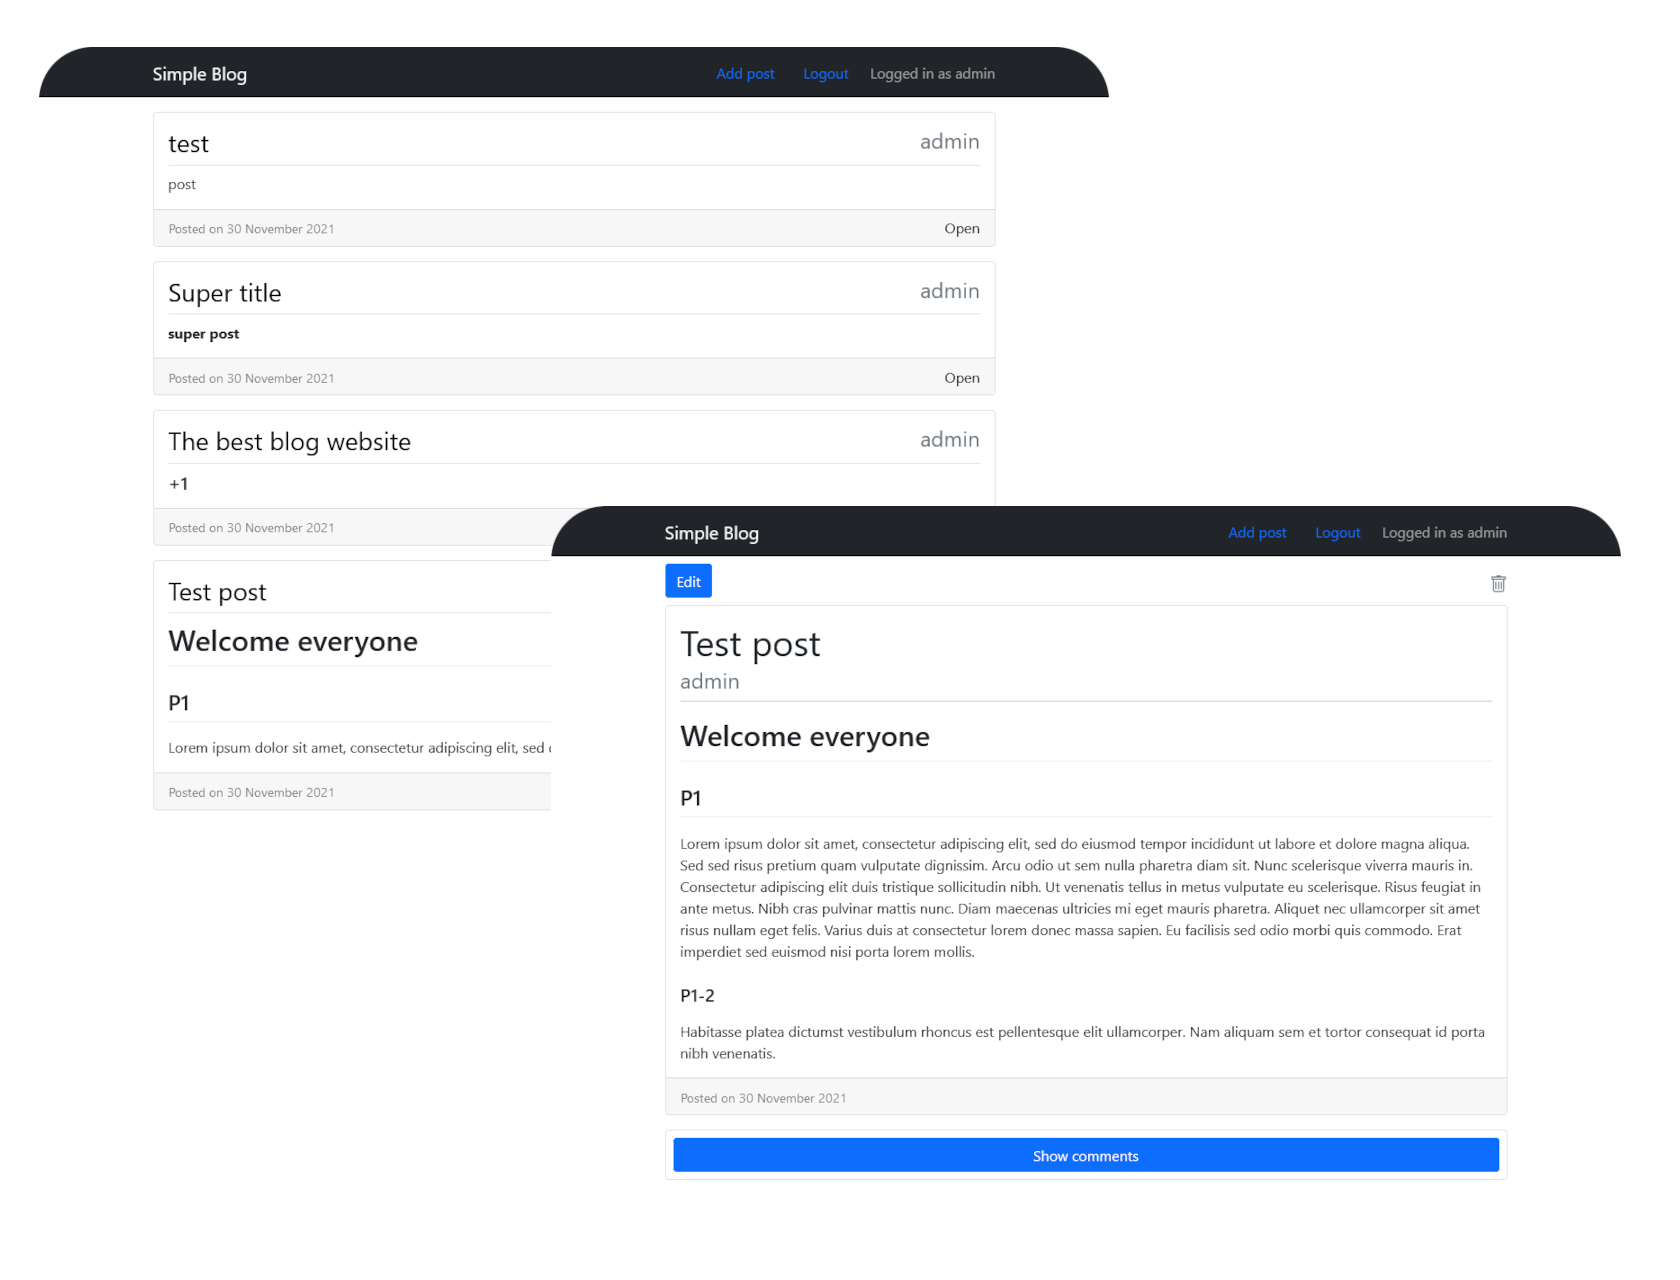 Simple Blog Add post Logout Logged in as admin
test admin
post
Posted on 30 November 2021 Open
Super title admin
super post
Posted on 30 November 2021 Open
The best blog website admin
+1
Posted on 30 November 2021
Test post
Welcome everyone
P1
Lorem ipsum dolor sit amet, consectetur adipiscing elit, sed
Posted on 30 November 2021
Simple Blog Add post Logout Logged in as admin
Edit
Test post
admin
Welcome everyone
P1
Lorem ipsum dolor sit amet, consectetur adipiscing elit, sed do eiusmod tempor incididunt ut labore et dolore magna aliqua.
Sed sed risus pretium quam vulputate dignissim. Arcu odio ut sem nulla pharetra diam sit. Nunc scelerisque viverra mauris in.
Consectetur adipiscing elit duis tristique sollicitudin nibh. Ut venenatis tellus in metus vulputate eu scelerisque. Risus feugiat in
ante metus. Nibh cras pulvinar mattis nunc. Diam maecenas ultricies mi eget mauris pharetra. Aliquet nec ullamcorper sit amet
risus nullam eget felis. Varius duis at consectetur lorem donec massa sapien. Eu facilisis sed odio morbi quis commodo. Erat
imperdiet sed euismod nisi porta lorem mollis.
P1-2
Habitasse platea dictumst vestibulum rhoncus est pellentesque elit ullamcorper. Nam aliquam sem et tortor consequat id porta
nibh venenatis.
Posted on 30 November 2021
Show comments